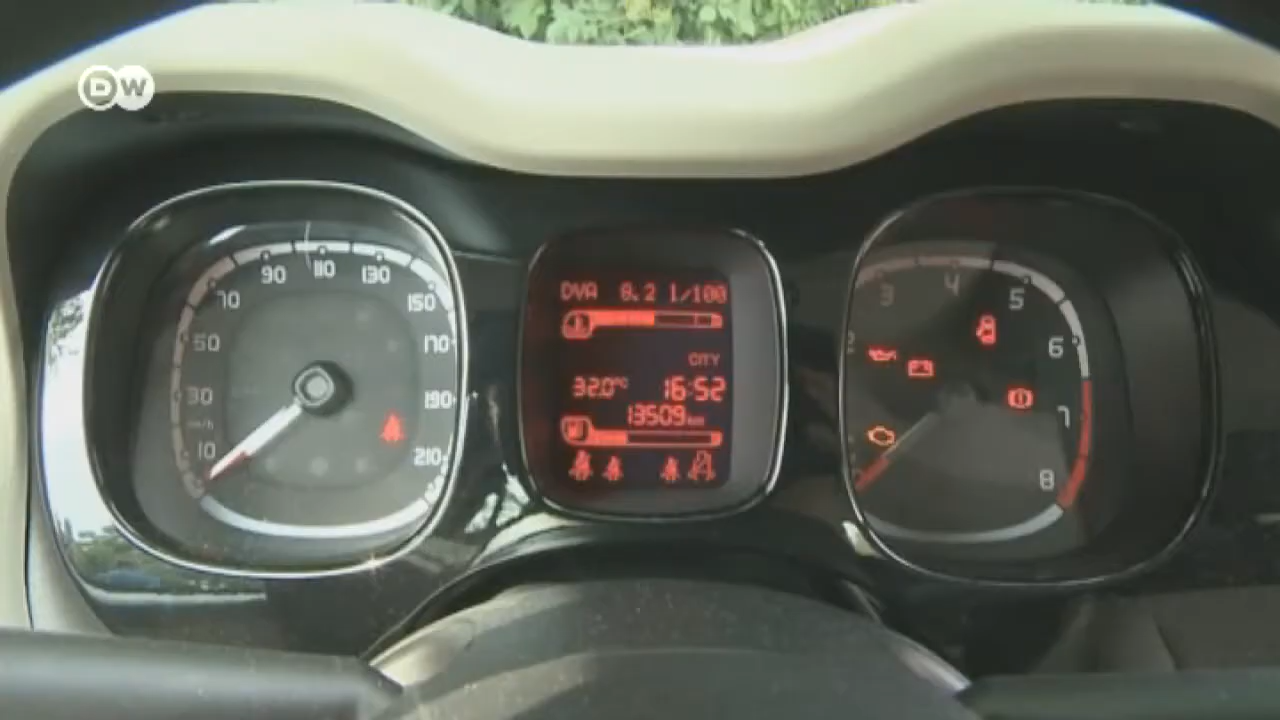 DW
90 110 130
70 150
50 170
30 190
km/h
10 210
DVA 8.2 l/100
CITY
32.0°C 16:52
13509km
3 4 5
2 6
7
8